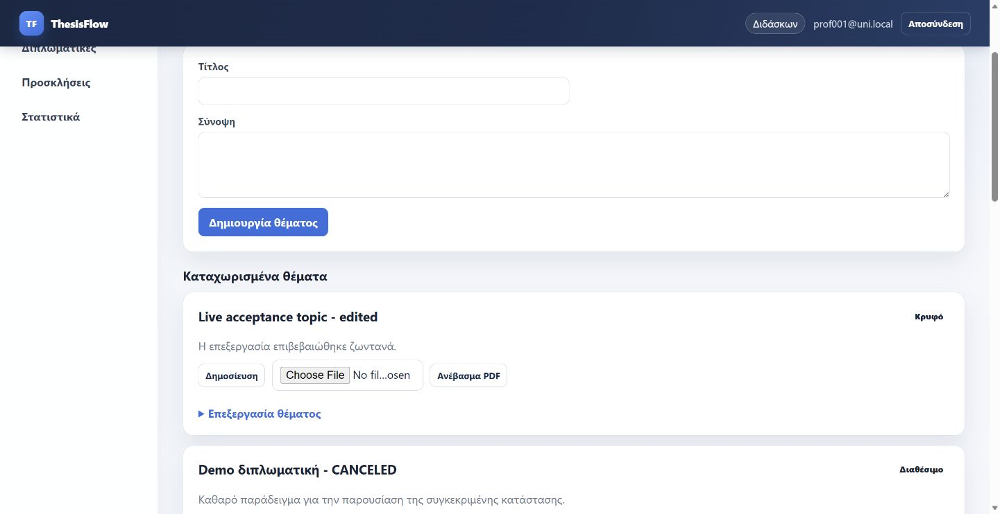 TF ThesisFlow Διδάσκων prof001@uni.local Αποσύνδεση
Διπλωματικές
Προσκλήσεις
Στατιστικά
Τίτλος
Σύνοψη
Δημιουργία θέματος
Καταχωρισμένα θέματα
Live acceptance topic - edited Κρυφό
Η επεξεργασία επιβεβαιώθηκε ζωντανά.
Δημοσίευση Choose File No fil...osen Ανέβασμα PDF
Επεξεργασία θέματος
Demo διπλωματική - CANCELED Διαθέσιμο
Καθαρό παράδειγμα για την παρουσίαση της συγκεκριμένης κατάστασης.